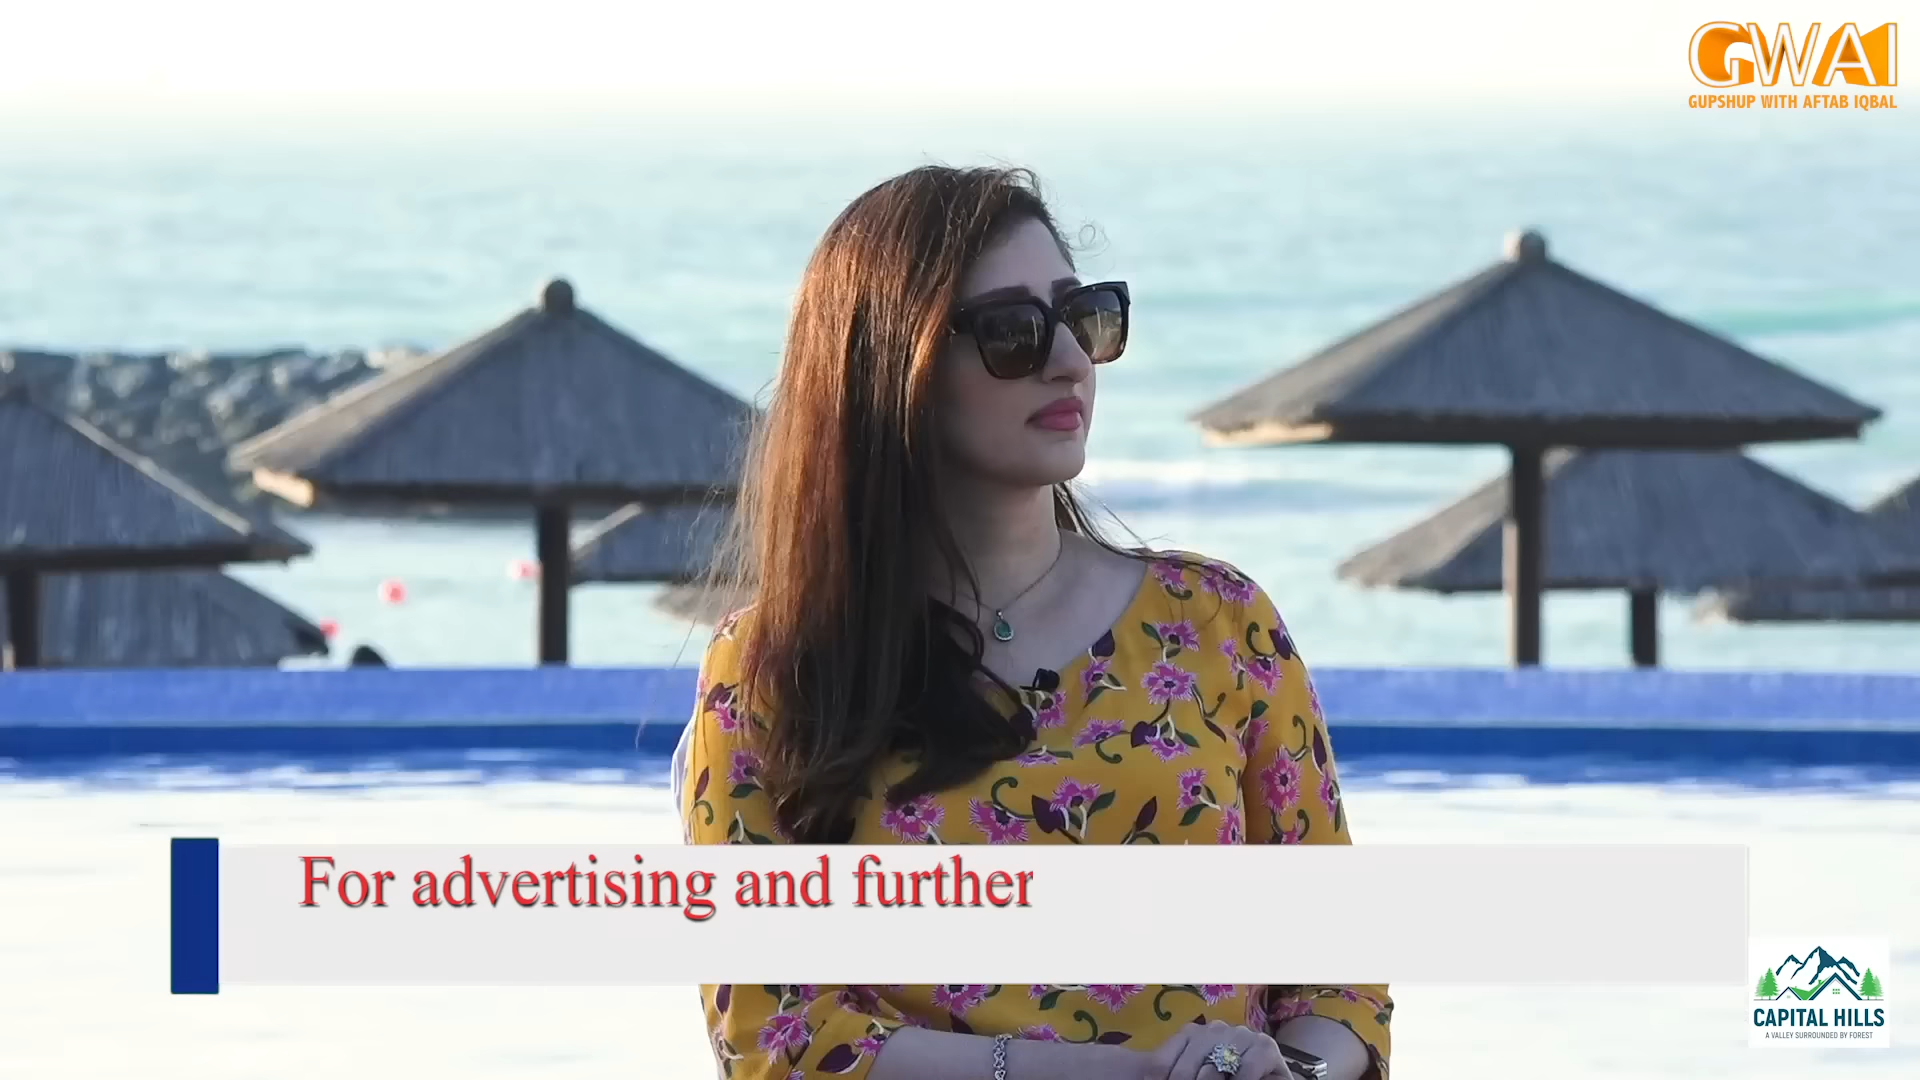 GWAI
GUPSHUP WITH AFTAB IQBAL
For advertising and further
CAPITAL HILLS
A VALLEY SURROUNDED BY FOREST